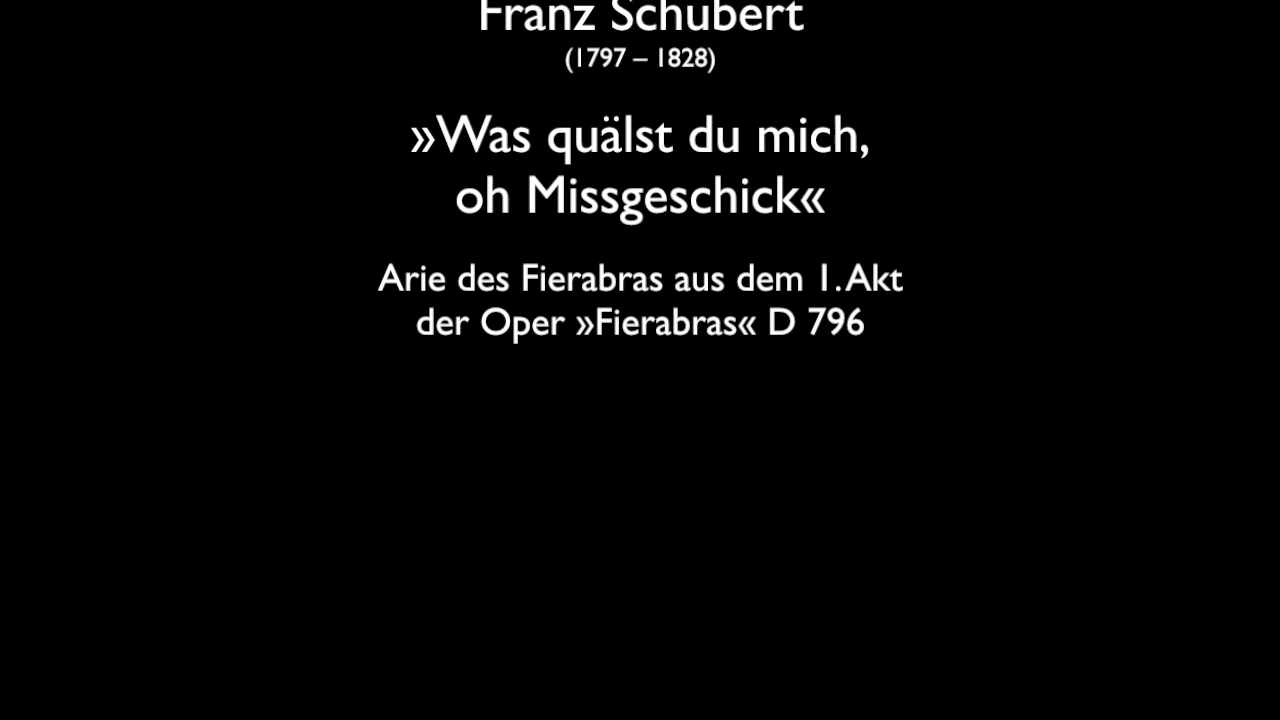 Franz Schubert
(1797 – 1828)
»Was quälst du mich,
oh Missgeschick«
Arie des Fierabras aus dem 1. Akt
der Oper »Fierabras« D 796